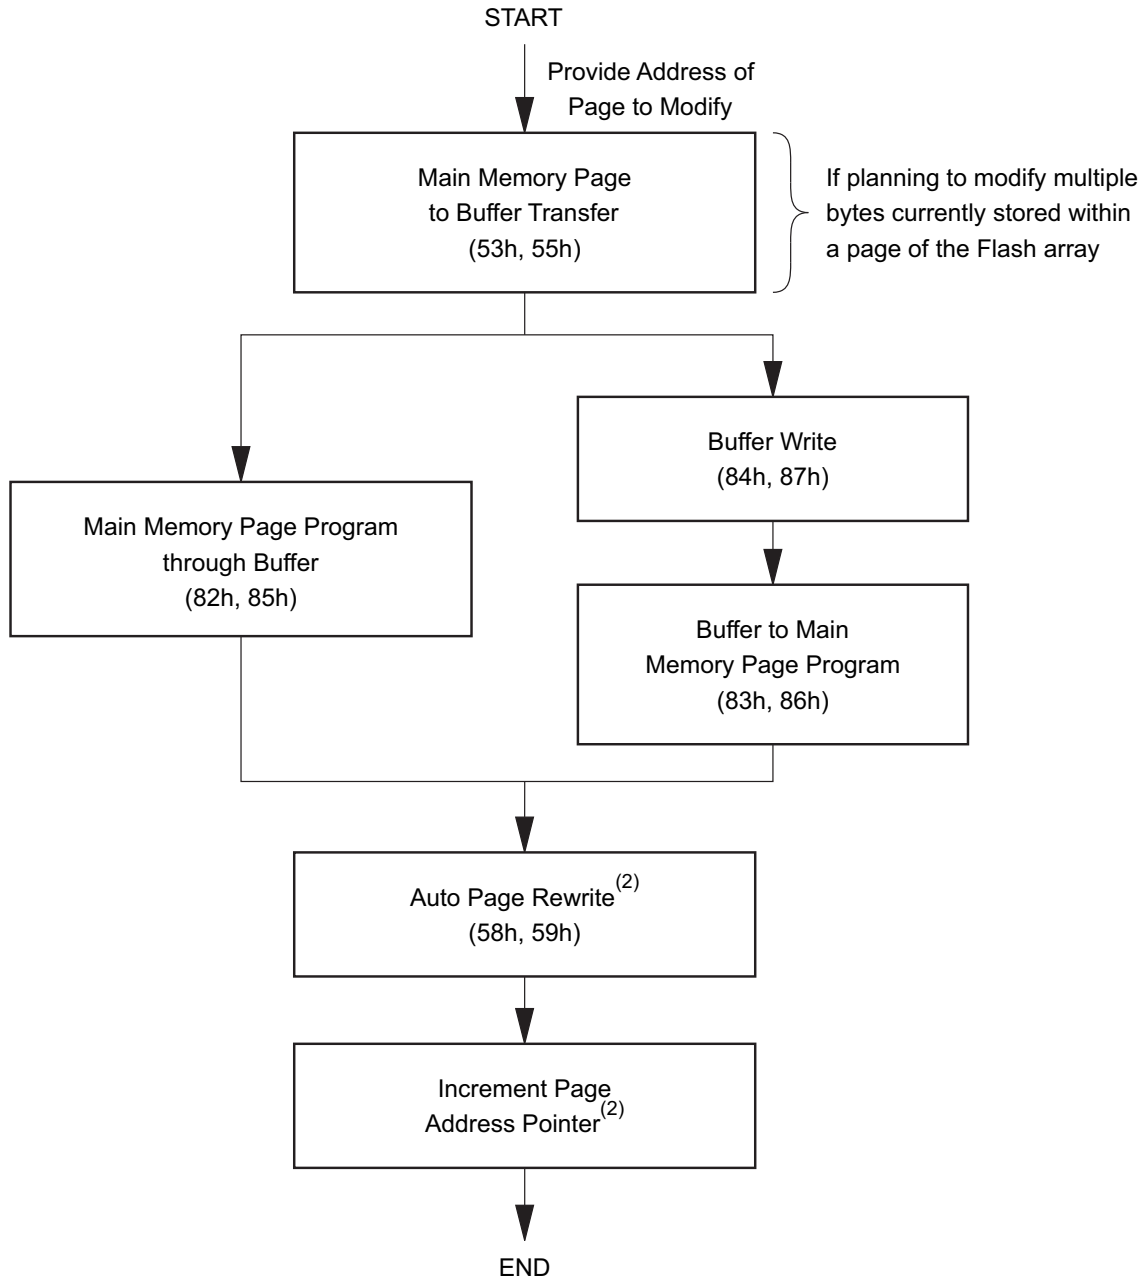 START
Provide Address of
Page to Modify
Main Memory Page
to Buffer Transfer
(53h, 55h)
If planning to modify multiple
bytes currently stored within
a page of the Flash array
Buffer Write
(84h, 87h)
Main Memory Page Program
through Buffer
(82h, 85h)
Buffer to Main
Memory Page Program
(83h, 86h)
Auto Page Rewrite(2)
(58h, 59h)
Increment Page
Address Pointer(2)
END